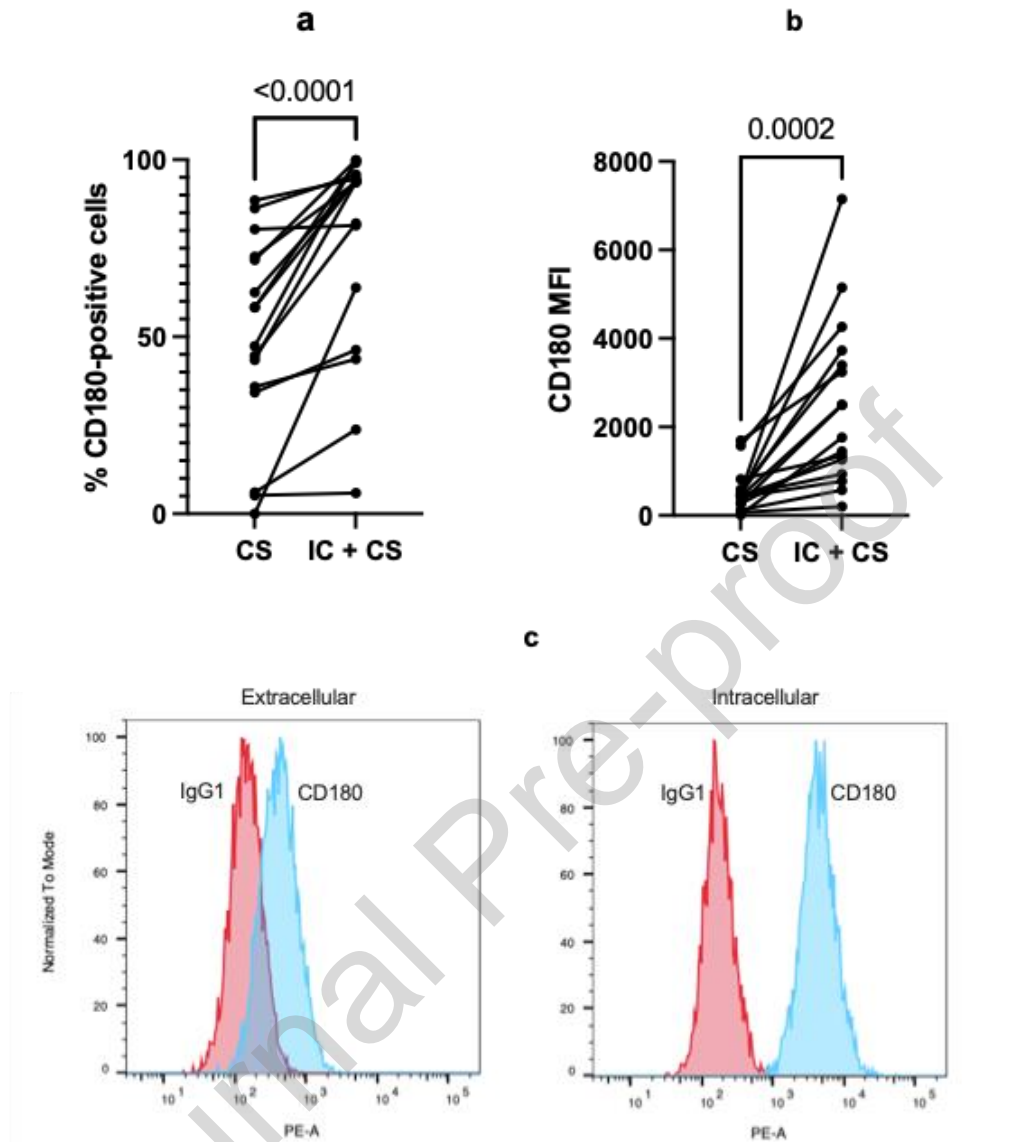 a
b
<0.0001
0.0002
100
50
0
% CD180-positive cells
CS
IC + CS
8000
6000
4000
2000
0
CD180 MFI
CS
IC + CS
c
Extracellular
IgG1
CD180
100
80
60
40
20
0
Normalized To Mode
10^1
10^2
10^3
10^4
10^5
PE-A
Intracellular
IgG1
CD180
100
80
60
40
20
0
10^1
10^2
10^3
10^4
10^5
PE-A
urnal Pre-proof